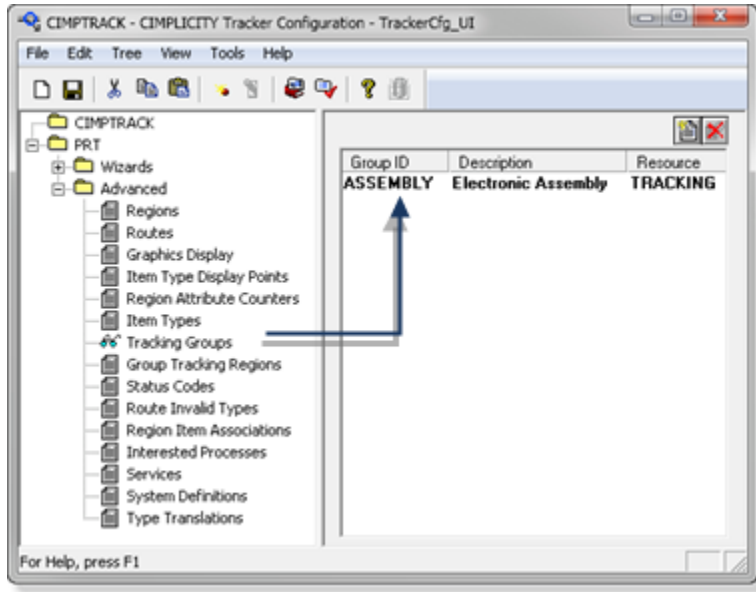 CIMPTRACK - CIMPLICITY Tracker Configuration - TrackerCfg_UI
File Edit Tree View Tools Help
CIMPTRACK
PRT
Wizards
Advanced
Regions
Routes
Graphics Display
Item Type Display Points
Region Attribute Counters
Item Types
Tracking Groups
Group Tracking Regions
Status Codes
Route Invalid Types
Region Item Associations
Interested Processes
Services
System Definitions
Type Translations
Group ID Description Resource
ASSEMBLY Electronic Assembly TRACKING
For Help, press F1